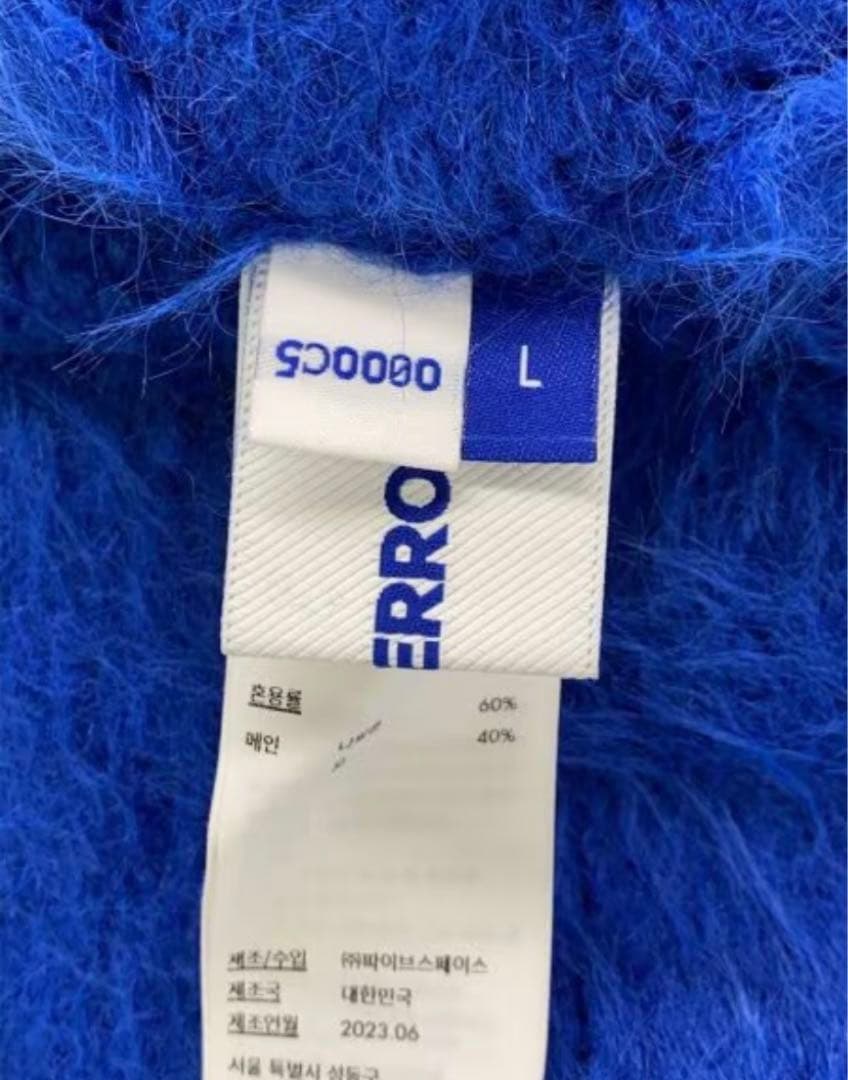 L
ERRO
혼용률 60%
메인 40%
제조/수입 ㈜파이브스페이스
제조국 대한민국
제조연월 2023.06
서울 특별시 성동구